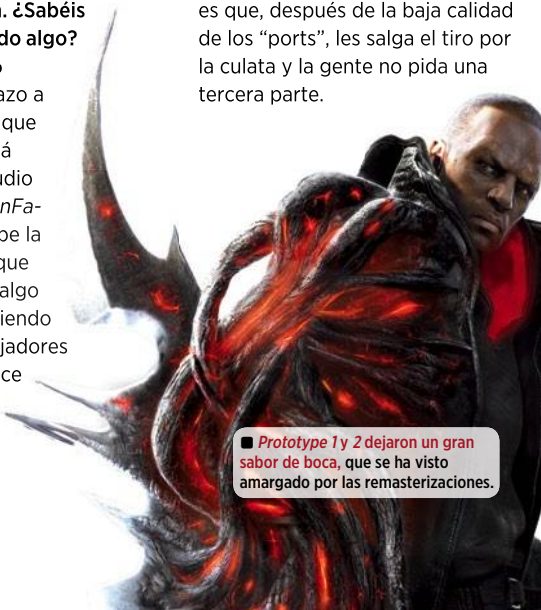 a. ¿Sabéis
do algo?
o
azo a
que
á
udio
nFa-
be la
que
algo
iendo
jadores
ce
es que, después de la baja calidad
de los “ports”, les salga el tiro por
la culata y la gente no pida una
tercera parte.
■ Prototype 1 y 2 dejaron un gran
sabor de boca, que se ha visto
amargado por las remasterizaciones.